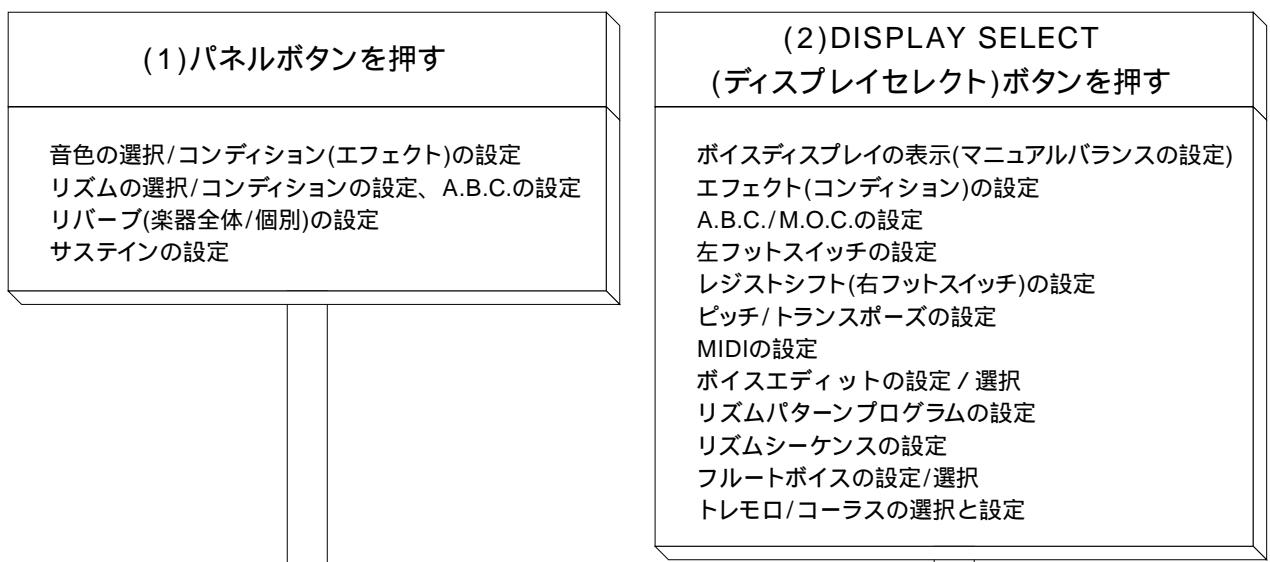 (1)パネルボタンを押す
音色の選択/コンディション(エフェクト)の設定
リズムの選択/コンディションの設定、A.B.C.の設定
リバーブ(楽器全体/個別)の設定
サステインの設定
(2)DISPLAY SELECT
(ディスプレイセレクト)ボタンを押す
ボイスディスプレイの表示(マニュアルバランスの設定)
エフェクト(コンディション)の設定
A.B.C./M.O.C.の設定
左フットスイッチの設定
レジストシフト(右フットスイッチ)の設定
ピッチ/トランスポーズの設定
MIDIの設定
ボイスエディットの設定 / 選択
リズムパターンプログラムの設定
リズムシーケンスの設定
フルートボイスの設定/選択
トレモロ/コーラスの選択と設定